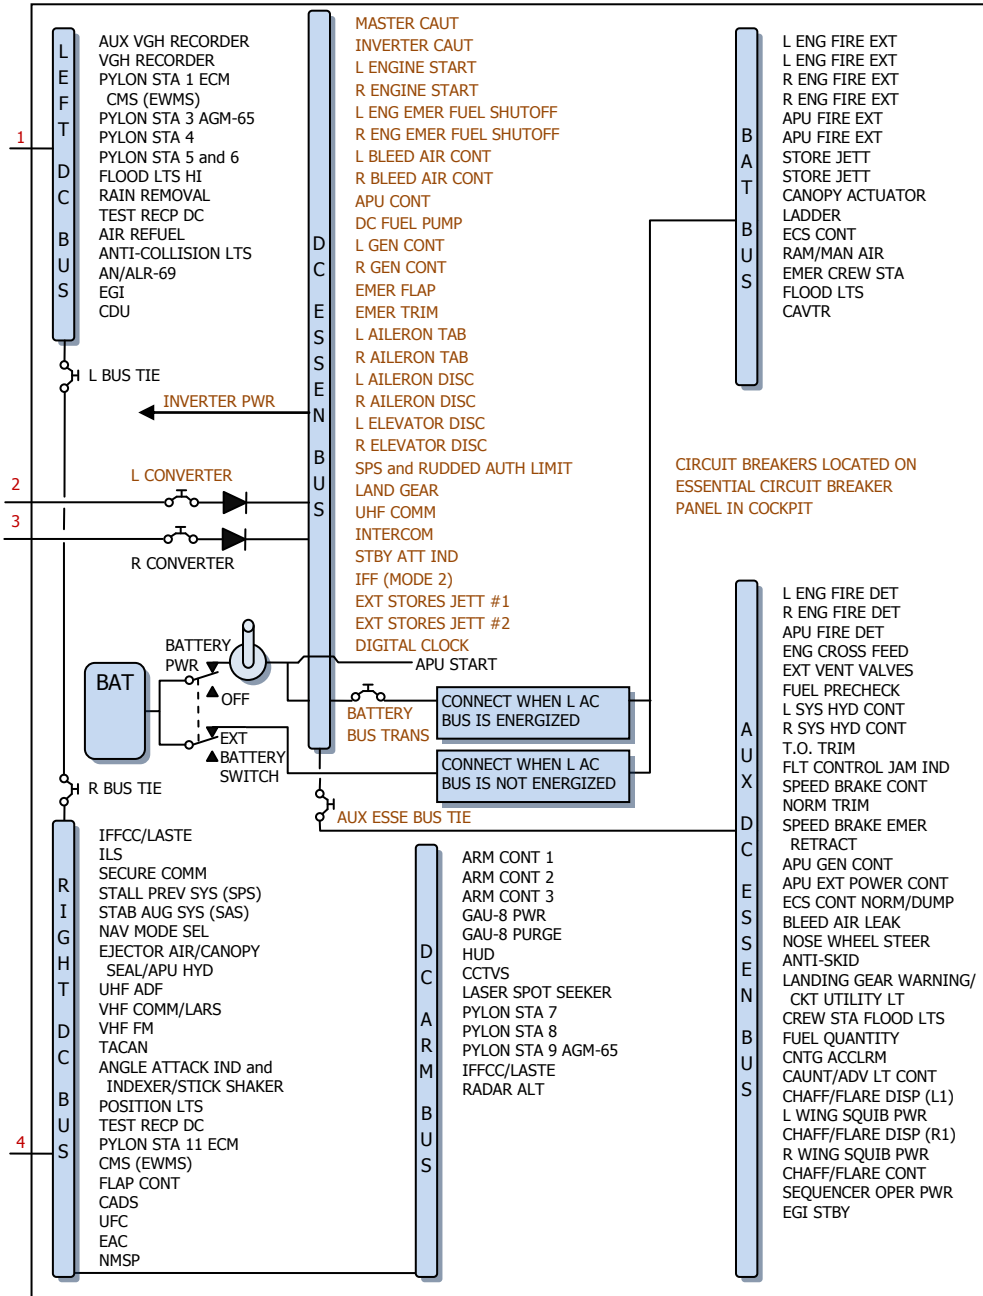 LEFT DC BUS
AUX VGH RECORDER
VGH RECORDER
PYLON STA 1 ECM
CMS (EWMS)
PYLON STA 3 AGM-65
PYLON STA 4
PYLON STA 5 and 6
FLOOD LTS HI
RAIN REMOVAL
TEST RECP DC
AIR REFUEL
ANTI-COLLISION LTS
AN/ALR-69
EGI
CDU
1
L BUS TIE
INVERTER PWR
L CONVERTER
2
3
R CONVERTER
DC ESSEN BUS
MASTER CAUT
INVERTER CAUT
L ENGINE START
R ENGINE START
L ENG EMER FUEL SHUTOFF
R ENG EMER FUEL SHUTOFF
L BLEED AIR CONT
R BLEED AIR CONT
APU CONT
DC FUEL PUMP
L GEN CONT
R GEN CONT
EMER FLAP
EMER TRIM
L AILERON TAB
R AILERON TAB
L AILERON DISC
R AILERON DISC
L ELEVATOR DISC
R ELEVATOR DISC
SPS and RUDDED AUTH LIMIT
LAND GEAR
UHF COMM
INTERCOM
STBY ATT IND
IFF (MODE 2)
EXT STORES JETT #1
EXT STORES JETT #2
DIGITAL CLOCK
BAT BUS
L ENG FIRE EXT
L ENG FIRE EXT
R ENG FIRE EXT
R ENG FIRE EXT
APU FIRE EXT
APU FIRE EXT
STORE JETT
STORE JETT
CANOPY ACTUATOR
LADDER
ECS CONT
RAM/MAN AIR
EMER CREW STA
FLOOD LTS
CAVTR
CIRCUIT BREAKERS LOCATED ON
ESSENTIAL CIRCUIT BREAKER
PANEL IN COCKPIT
BAT
BATTERY
PWR
OFF
EXT
BATTERY
SWITCH
APU START
BATTERY
BUS TRANS
CONNECT WHEN L AC
BUS IS ENERGIZED
CONNECT WHEN L AC
BUS IS NOT ENERGIZED
R BUS TIE
AUX ESSE BUS TIE
RIGHT DC BUS
IFFCC/LASTE
ILS
SECURE COMM
STALL PREV SYS (SPS)
STAB AUG SYS (SAS)
NAV MODE SEL
EJECTOR AIR/CANOPY
SEAL/APU HYD
UHF ADF
VHF COMM/LARS
VHF FM
TACAN
ANGLE ATTACK IND and
INDEXER/STICK SHAKER
POSITION LTS
TEST RECP DC
PYLON STA 11 ECM
CMS (EWMS)
FLAP CONT
CADS
UFC
EAC
NMSP
4
DC ARM BUS
ARM CONT 1
ARM CONT 2
ARM CONT 3
GAU-8 PWR
GAU-8 PURGE
HUD
CCTVS
LASER SPOT SEEKER
PYLON STA 7
PYLON STA 8
PYLON STA 9 AGM-65
IFFCC/LASTE
RADAR ALT
AUX DC ESSEN BUS
L ENG FIRE DET
R ENG FIRE DET
APU FIRE DET
ENG CROSS FEED
EXT VENT VALVES
FUEL PRECHECK
L SYS HYD CONT
R SYS HYD CONT
T.O. TRIM
FLT CONTROL JAM IND
SPEED BRAKE CONT
NORM TRIM
SPEED BRAKE EMER
RETRACT
APU GEN CONT
APU EXT POWER CONT
ECS CONT NORM/DUMP
BLEED AIR LEAK
NOSE WHEEL STEER
ANTI-SKID
LANDING GEAR WARNING/
CKT UTILITY LT
CREW STA FLOOD LTS
FUEL QUANTITY
CNTG ACCLRM
CAUNT/ADV LT CONT
CHAFF/FLARE DISP (L1)
L WING SQUIB PWR
CHAFF/FLARE DISP (R1)
R WING SQUIB PWR
CHAFF/FLARE CONT
SEQUENCER OPER PWR
EGI STBY